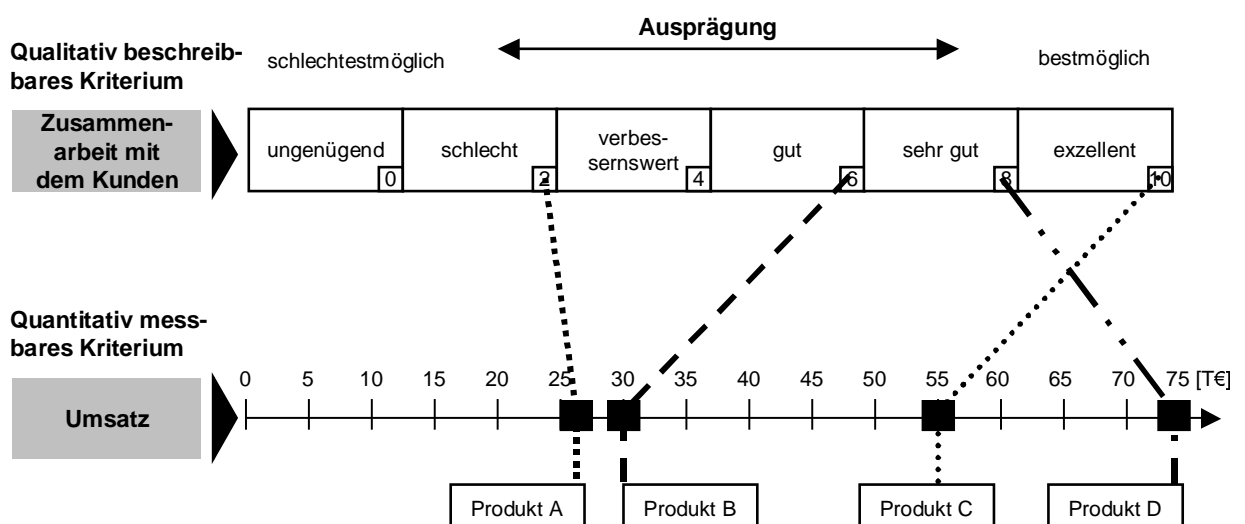 Ausprägung
Qualitativ beschreib-
bares Kriterium
schlechtestmöglich
bestmöglich
Zusammen-
arbeit mit
dem Kunden
ungenügend
0
schlecht
2
verbes-
sernswert
4
gut
6
sehr gut
8
exzellent
10
Quantitativ mess-
bares Kriterium
Umsatz
0 5 10 15 20 25 30 35 40 45 50 55 60 65 70 75 [T€]
Produkt A Produkt B Produkt C Produkt D